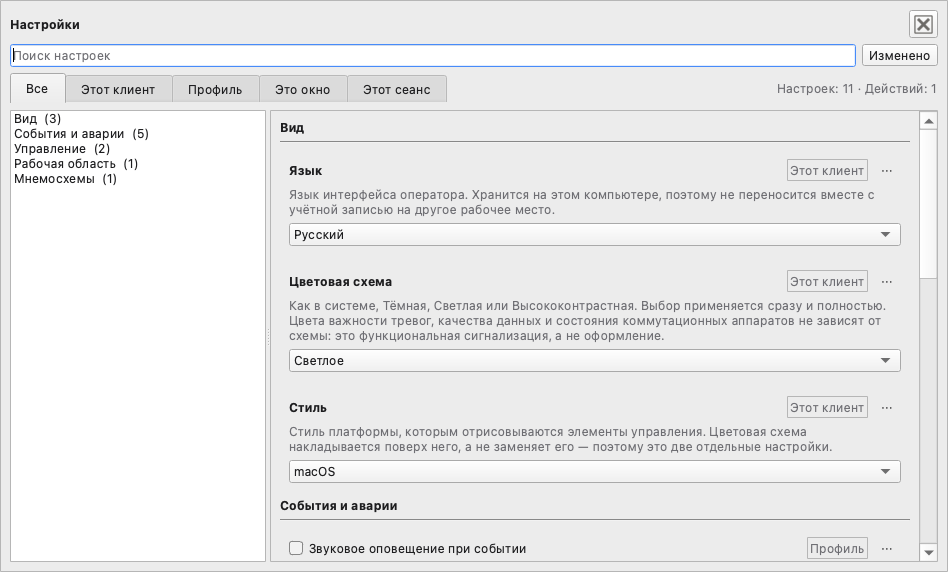 Настройки
Поиск настроек
Изменено
Все
Этот клиент
Профиль
Это окно
Этот сеанс
Настроек: 11 · Действий: 1
Вид (3)
События и аварии (5)
Управление (2)
Рабочая область (1)
Мнемосхемы (1)
Вид
Язык
Этот клиент
...
Язык интерфейса оператора. Хранится на этом компьютере, поэтому не переносится вместе с
учётной записью на другое рабочее место.
Русский
Цветовая схема
Этот клиент
...
Как в системе, Тёмная, Светлая или Высококонтрастная. Выбор применяется сразу и полностью.
Цвета важности тревог, качества данных и состояния коммутационных аппаратов не зависят от
схемы: это функциональная сигнализация, а не оформление.
Светлое
Стиль
Этот клиент
...
Стиль платформы, которым отрисовываются элементы управления. Цветовая схема
накладывается поверх него, а не заменяет его — поэтому это две отдельные настройки.
macOS
События и аварии
Звуковое оповещение при событии
Профиль
...